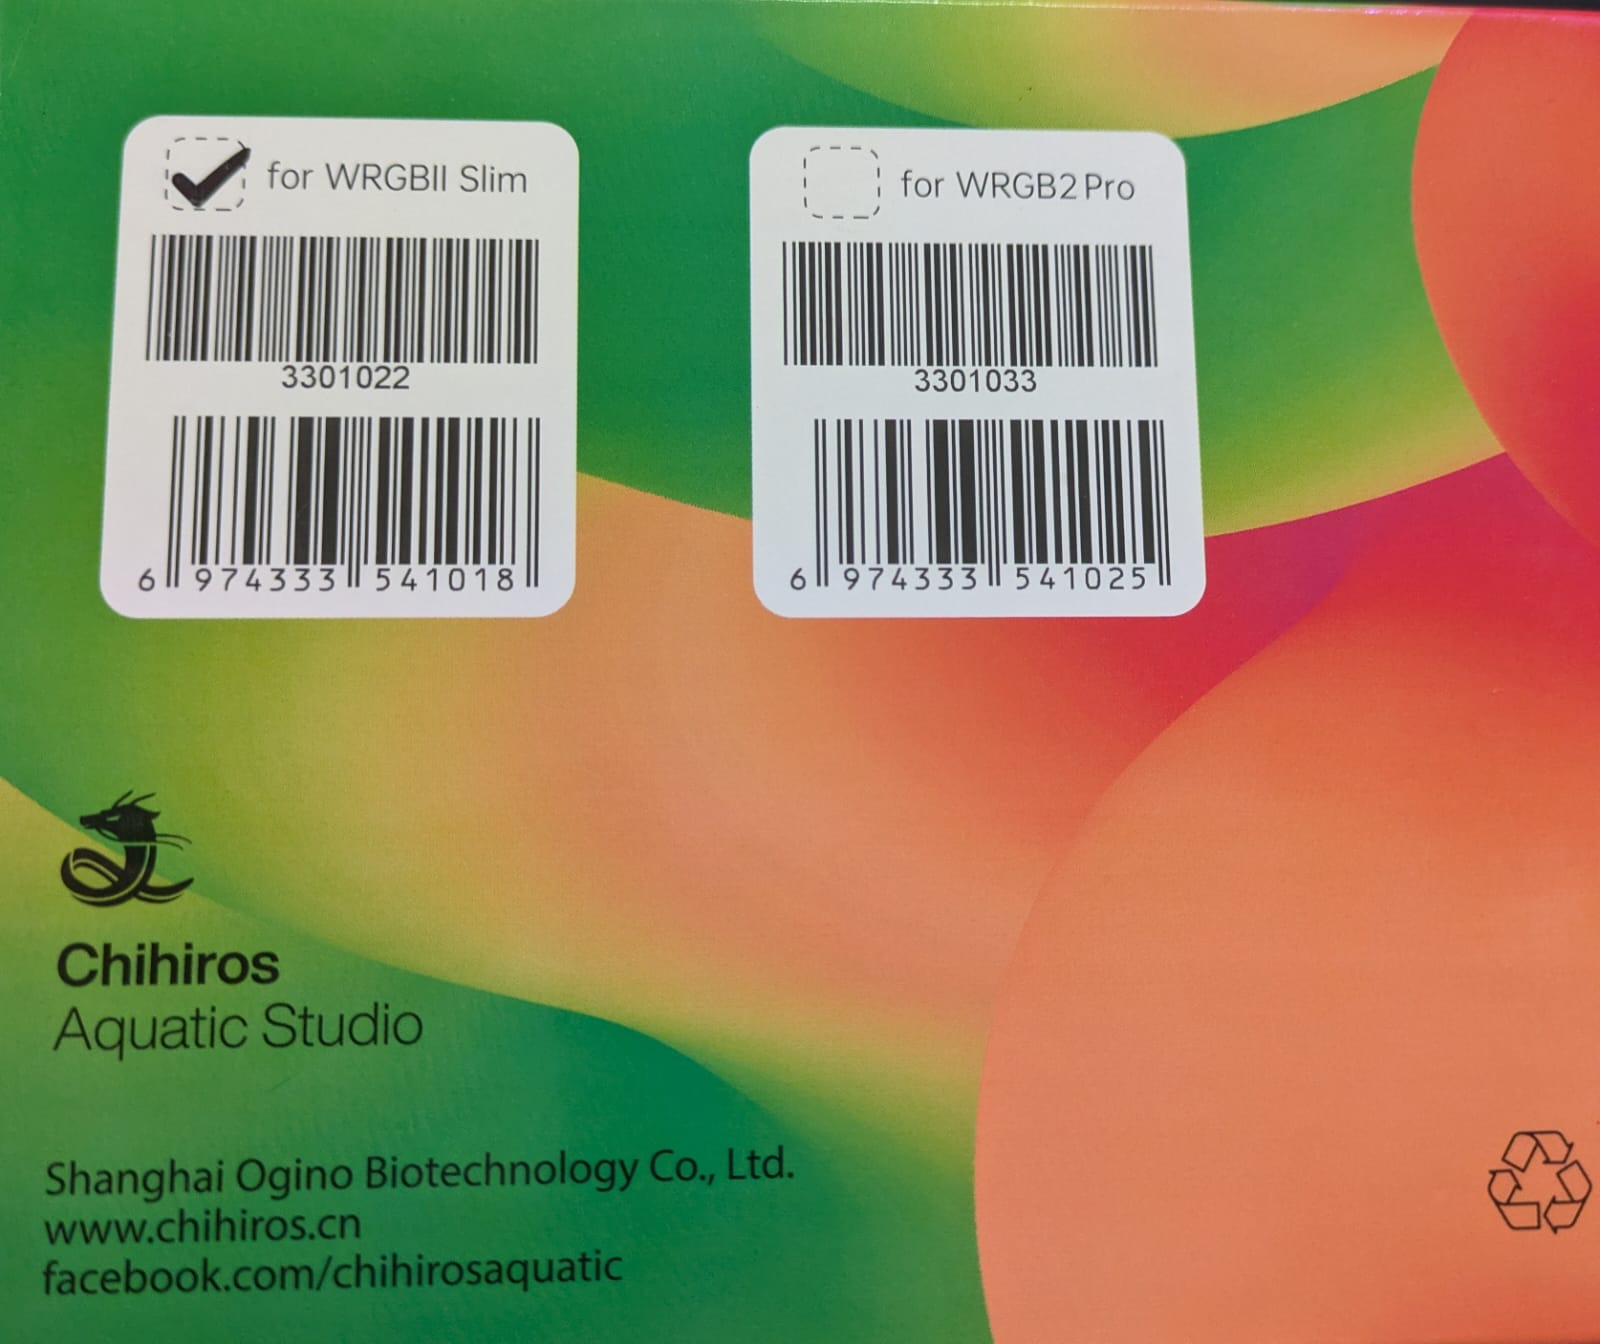 for WRGBII Slim
3301022
6 974333 541018
for WRGB2 Pro
3301033
6 974333 541025
Chihiros
Aquatic Studio
Shanghai Ogino Biotechnology Co., Ltd.
www.chihiros.cn
facebook.com/chihirosaquatic